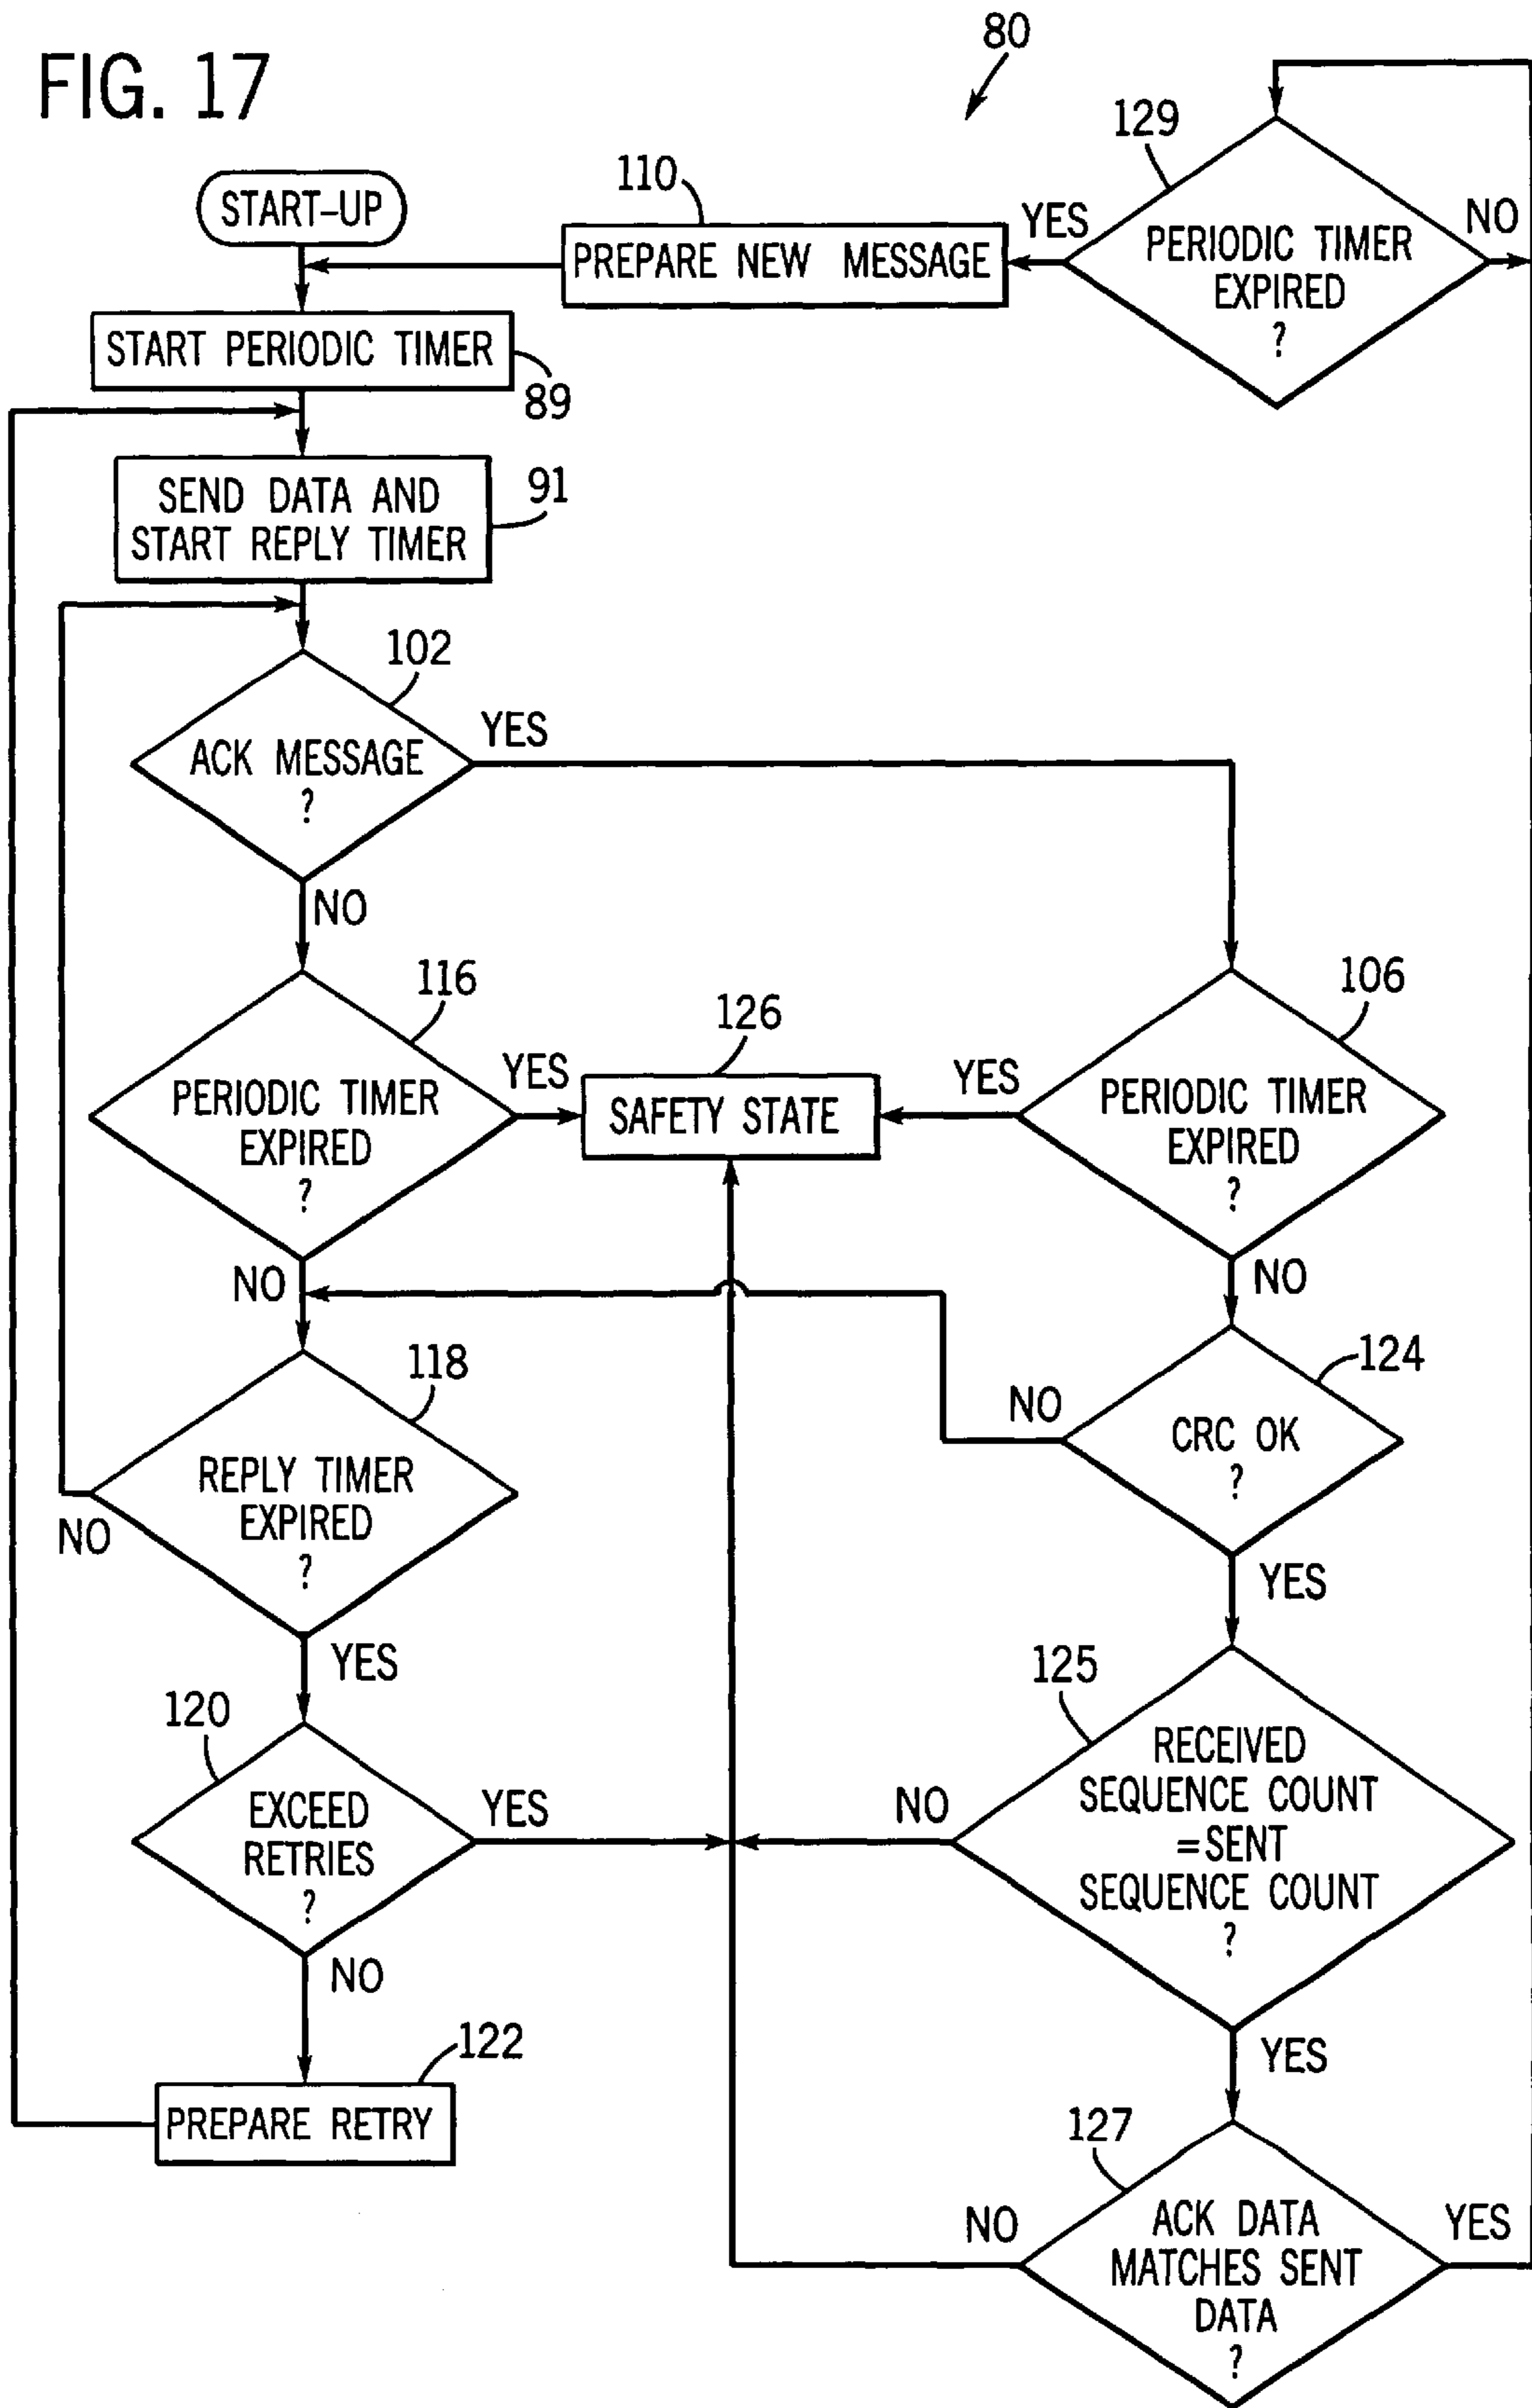 FIG. 17
80
START-UP
110
PREPARE NEW MESSAGE
129
YES
NO
PERIODIC TIMER
EXPIRED
?
START PERIODIC TIMER
89
SEND DATA AND
START REPLY TIMER
91
102
ACK MESSAGE
?
YES
NO
116
PERIODIC TIMER
EXPIRED
?
YES
126
SAFETY STATE
YES
106
PERIODIC TIMER
EXPIRED
?
NO
NO
118
REPLY TIMER
EXPIRED
?
NO
YES
124
NO
CRC OK
?
YES
120
EXCEED
RETRIES
?
YES
NO
125
NO
RECEIVED
SEQUENCE COUNT
=SENT
SEQUENCE COUNT
?
YES
122
PREPARE RETRY
127
NO
ACK DATA
MATCHES SENT
DATA
?
YES